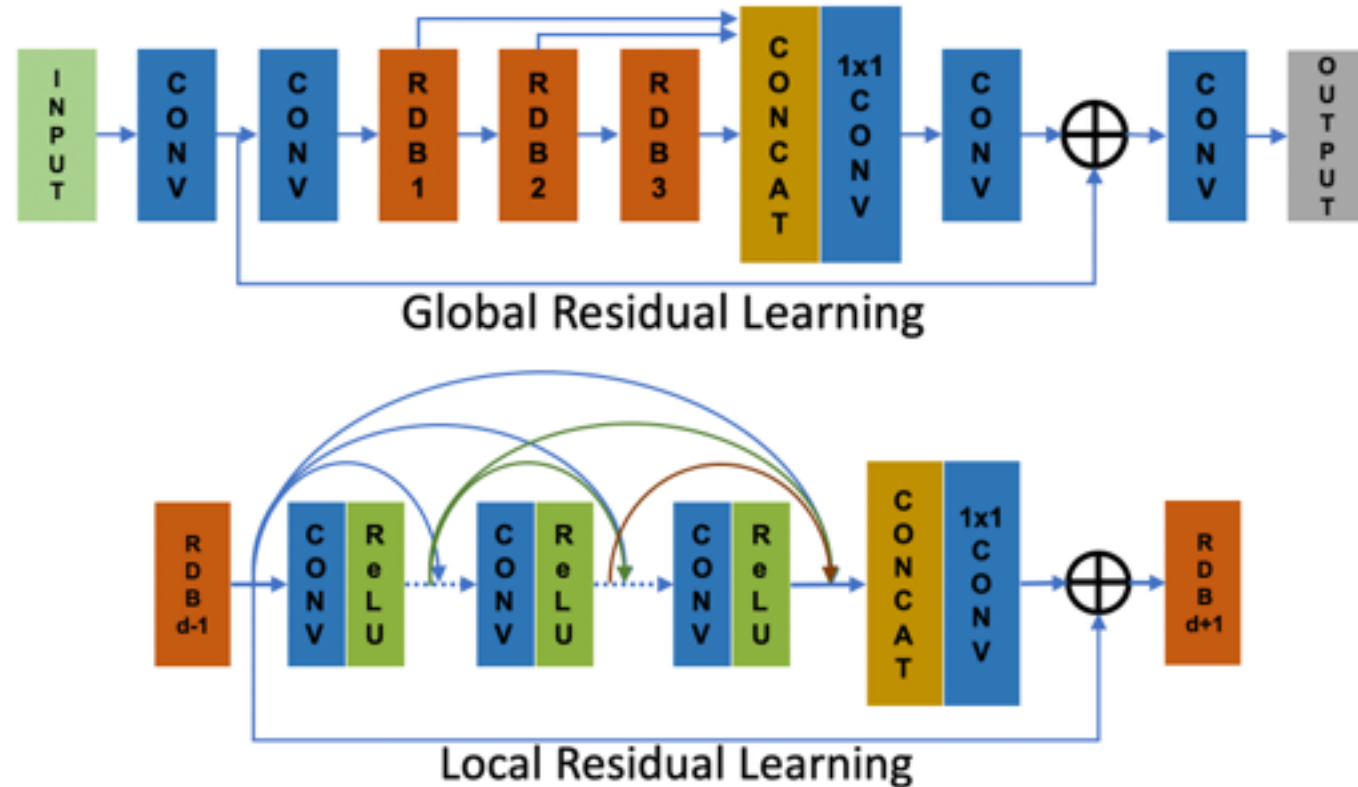 INPUT
CONV
CONV
RDB1
RDB2
RDB3
CONCAT
1x1 CONV
CONV
CONV
OUTPUT
Global Residual Learning
RDB d-1
CONV
ReLU
CONV
ReLU
CONV
ReLU
CONCAT
1x1 CONV
RDB d+1
Local Residual Learning